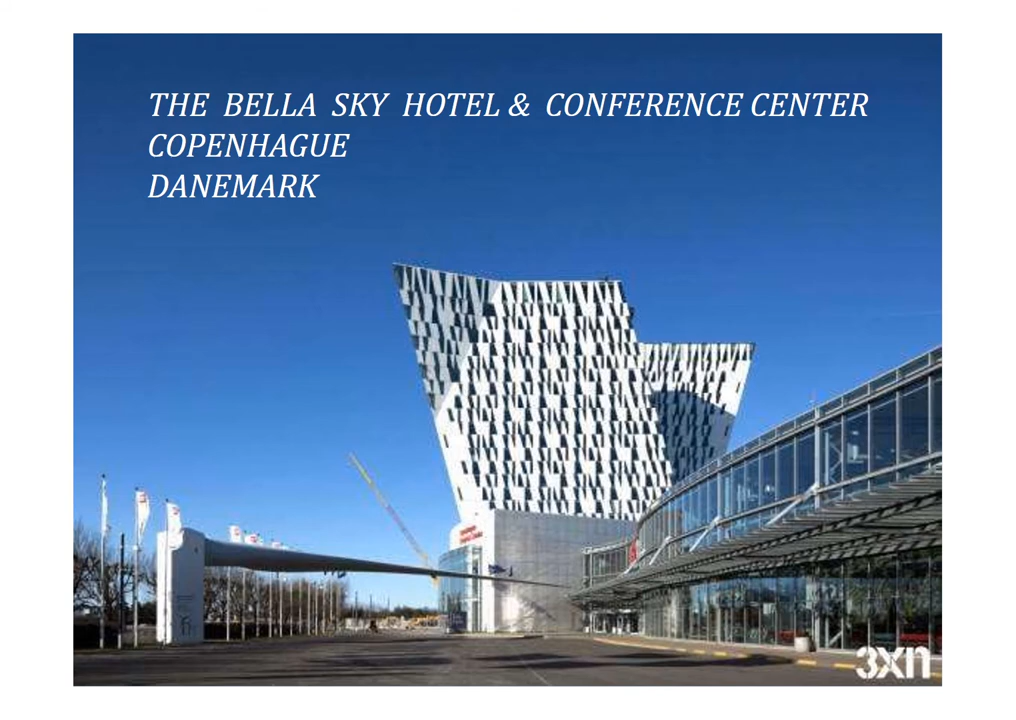 THE BELLA SKY HOTEL & CONFERENCE CENTER
COPENHAGUE
DANEMARK
3XN